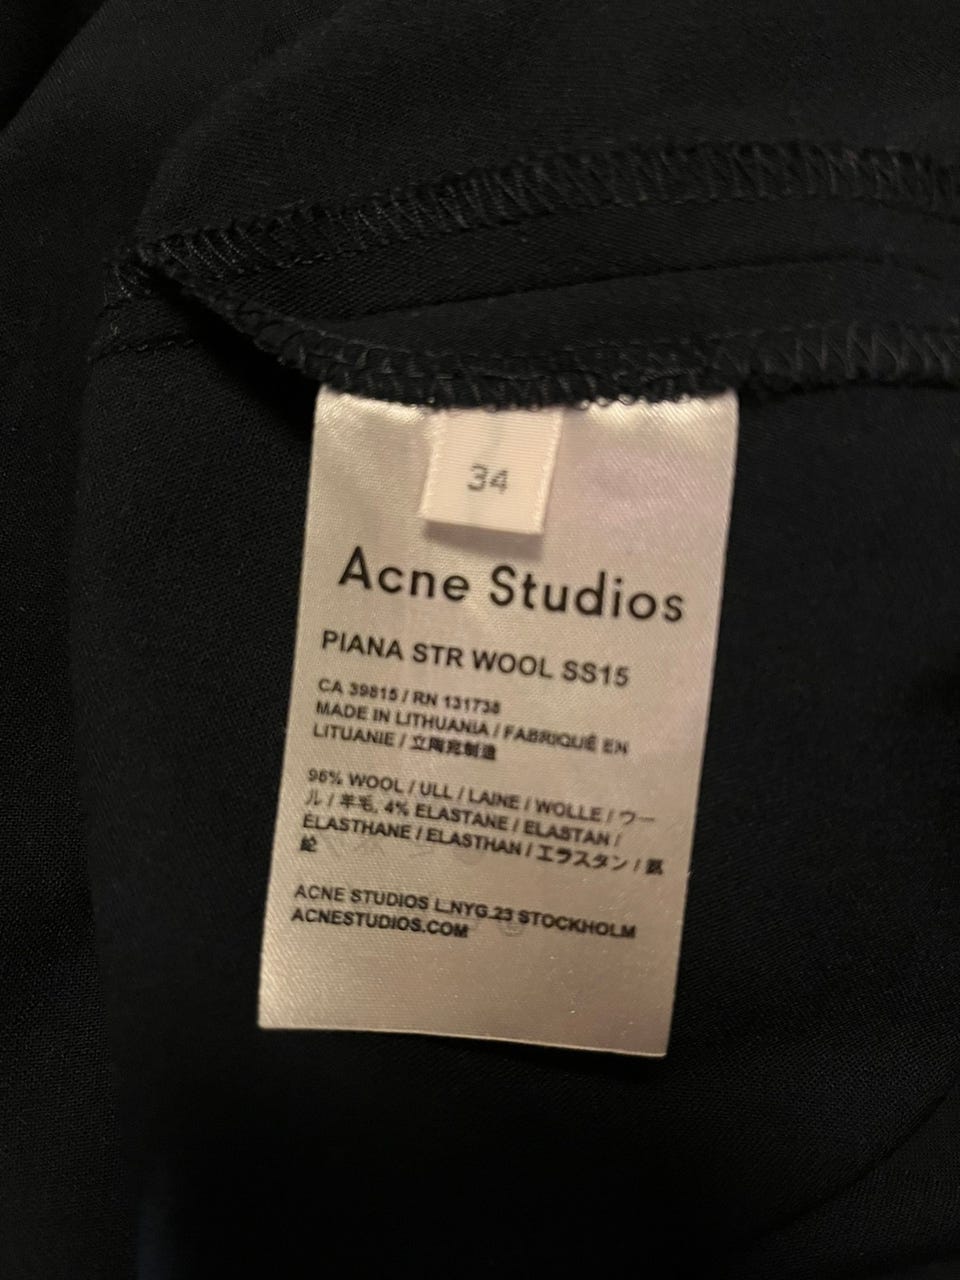 34
Acne Studios
PIANA STR WOOL SS15
CA 39815 / RN 131738
MADE IN LITHUANIA / FABRIQUÉ EN
LITUANIE / 立陶宛制造
96% WOOL / ULL / LAINE / WOLLE / ウー
ル / 羊毛, 4% ELASTANE / ELASTAN /
ÉLASTHANE / ELASTHAN / エラスタン / 氨
纶
ACNE STUDIOS L.NYG.23 STOCKHOLM
ACNESTUDIOS.COM